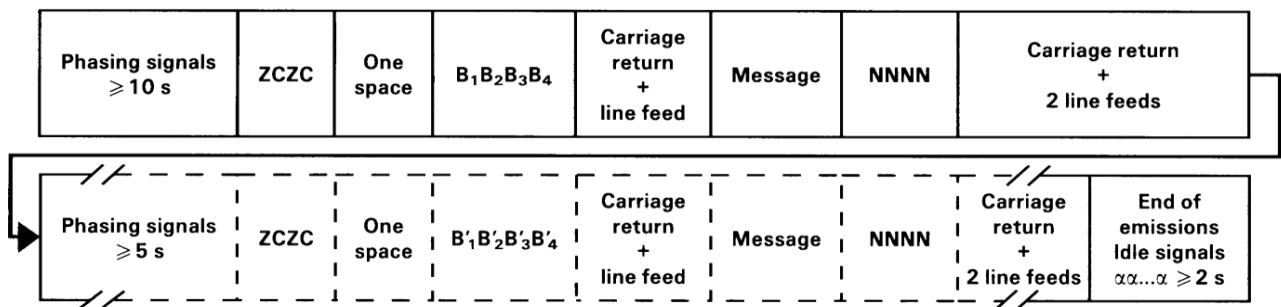 Phasing signals
⩾ 10 s
ZCZC
One
space
B₁B₂B₃B₄
Carriage
return
+
line feed
Message
NNNN
Carriage return
+
2 line feeds
Phasing signals
⩾ 5 s
ZCZC
One
space
B′₁B′₂B′₃B′₄
Carriage
return
+
line feed
Message
NNNN
Carriage
return
+
2 line feeds
End of
emissions
Idle signals
αα...α ⩾ 2 s